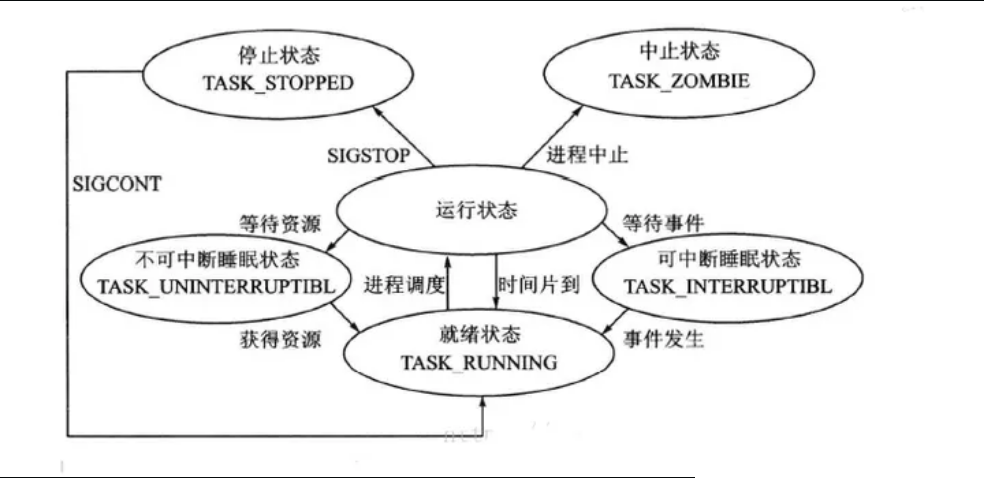 停止状态
TASK_STOPPED
中止状态
TASK_ZOMBIE
SIGSTOP
进程中止
SIGCONT
运行状态
等待资源
等待事件
不可中断睡眠状态
TASK_UNINTERRUPTIBL
进程调度
时间片到
可中断睡眠状态
TASK_INTERRUPTIBL
获得资源
就绪状态
TASK_RUNNING
事件发生